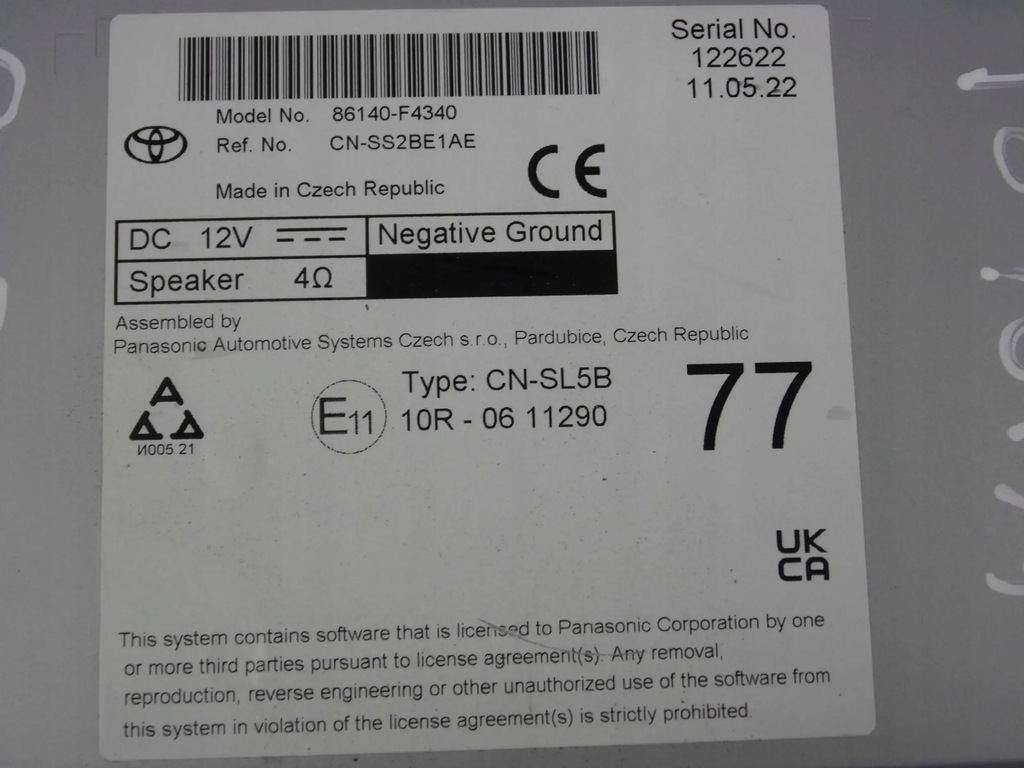 Serial No.
122622
11.05.22
Model No. 86140-F4340
Ref. No. CN-SS2BE1AE
Made in Czech Republic
CE
DC 12V Negative Ground
Speaker 4Ω
Assembled by
Panasonic Automotive Systems Czech s.r.o., Pardubice, Czech Republic
И005 21
E11
Type: CN-SL5B
10R - 06 11290
77
UK
CA
This system contains software that is licensed to Panasonic Corporation by one
or more third parties pursuant to license agreement(s). Any removal,
reproduction, reverse engineering or other unauthorized use of the software from
this system in violation of the license agreement(s) is strictly prohibited.